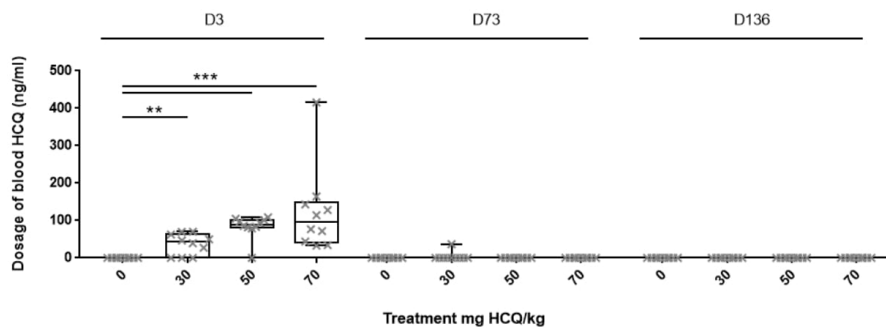 D3 D73 D136
Dosage of blood HCQ (ng/ml)
500
400
300
200
100
0
***
**
0 30 50 70 0 30 50 70 0 30 50 70
Treatment mg HCQ/kg